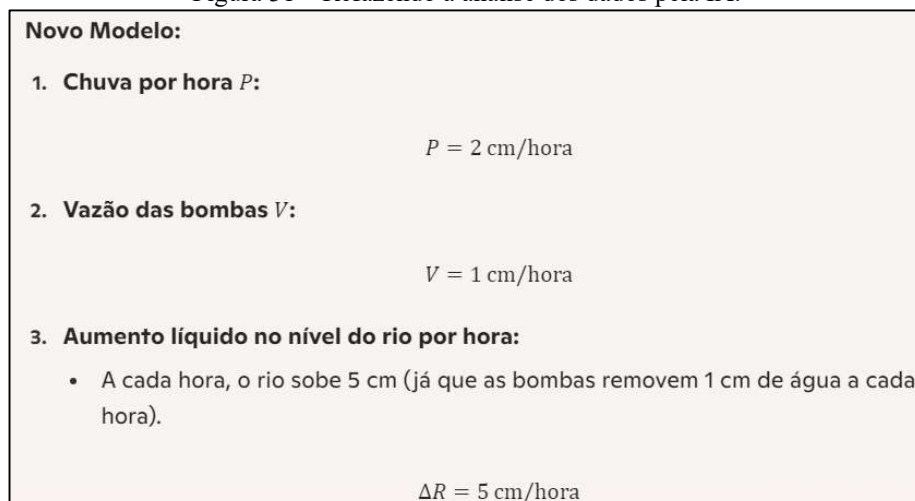 Novo Modelo:
1. Chuva por hora P:
P = 2 cm/hora
2. Vazão das bombas V:
V = 1 cm/hora
3. Aumento líquido no nível do rio por hora:
• A cada hora, o rio sobe 5 cm (já que as bombas removem 1 cm de água a cada
hora).
ΔR = 5 cm/hora